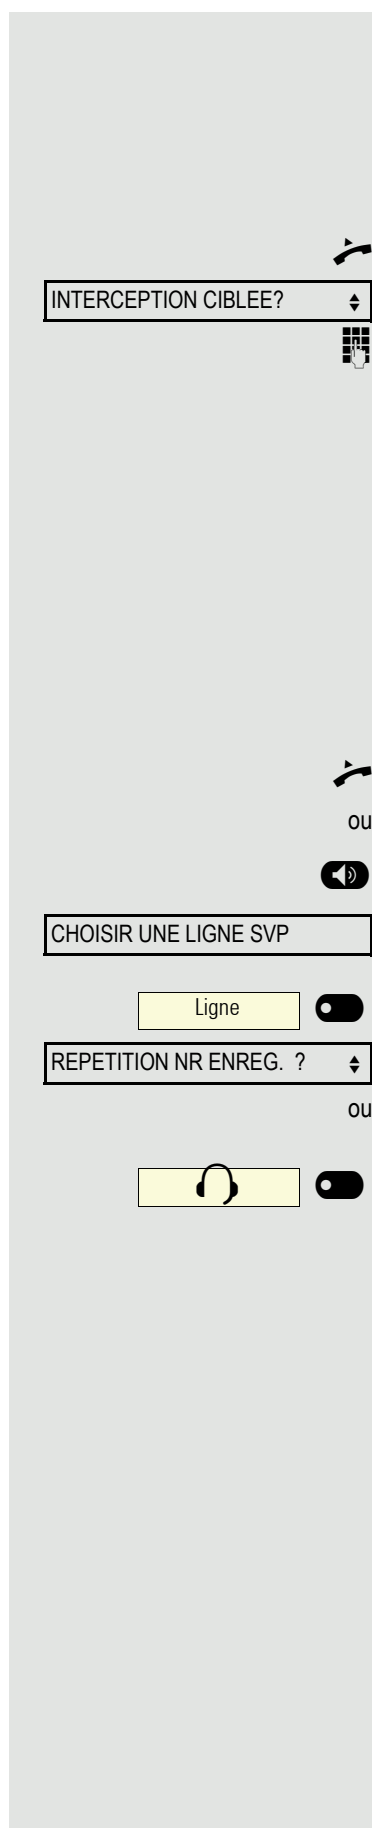 INTERCEPTION CIBLEE?
ou
CHOISIR UNE LIGNE SVP
Ligne
REPETITION NR ENREG. ?
ou